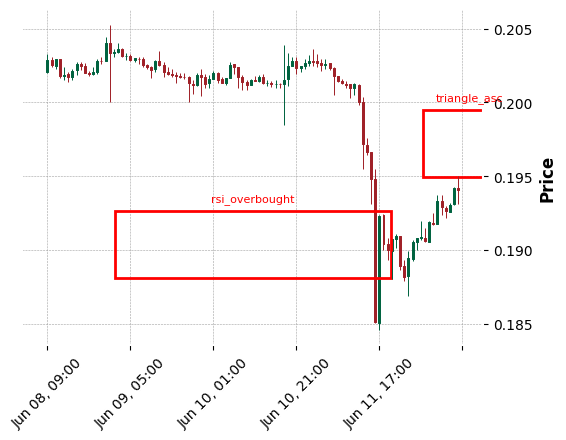 0.205
triangle_asc
0.200
0.195
rsi_overbought
0.190
0.185
Price
Jun 08, 09:00
Jun 09, 05:00
Jun 10, 01:00
Jun 10, 21:00
Jun 11, 17:00